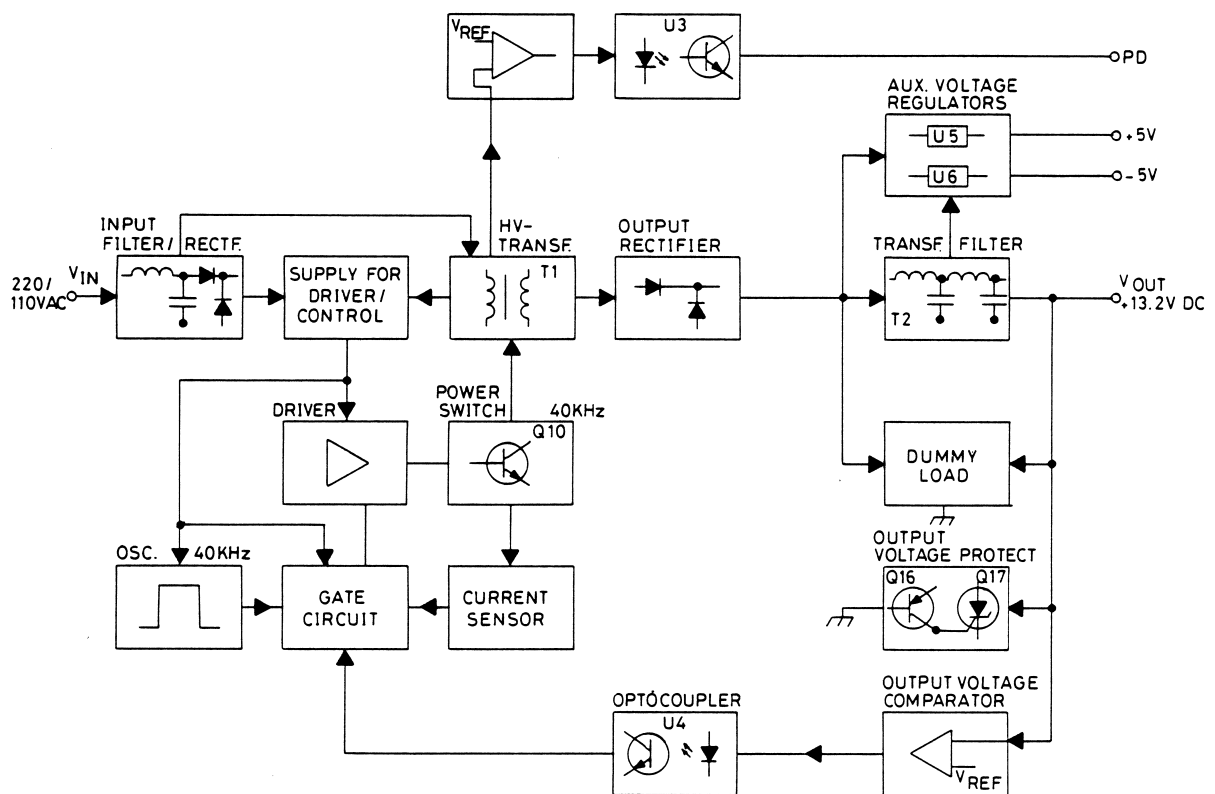 VREF
U3
PD
AUX. VOLTAGE
REGULATORS
U5
+5V
U6
-5V
INPUT
FILTER/RECTF.
HV-
TRANSF.
OUTPUT
RECTIFIER
TRANSF. FILTER
220/
110VAC
VIN
SUPPLY FOR
DRIVER/
CONTROL
T1
T2
VOUT
+13.2V DC
DRIVER
POWER
SWITCH
40KHz
Q10
DUMMY
LOAD
OSC.
40KHz
GATE
CIRCUIT
CURRENT
SENSOR
OUTPUT
VOLTAGE PROTECT
Q16
Q17
OPTOCOUPLER
U4
OUTPUT VOLTAGE
COMPARATOR
VREF